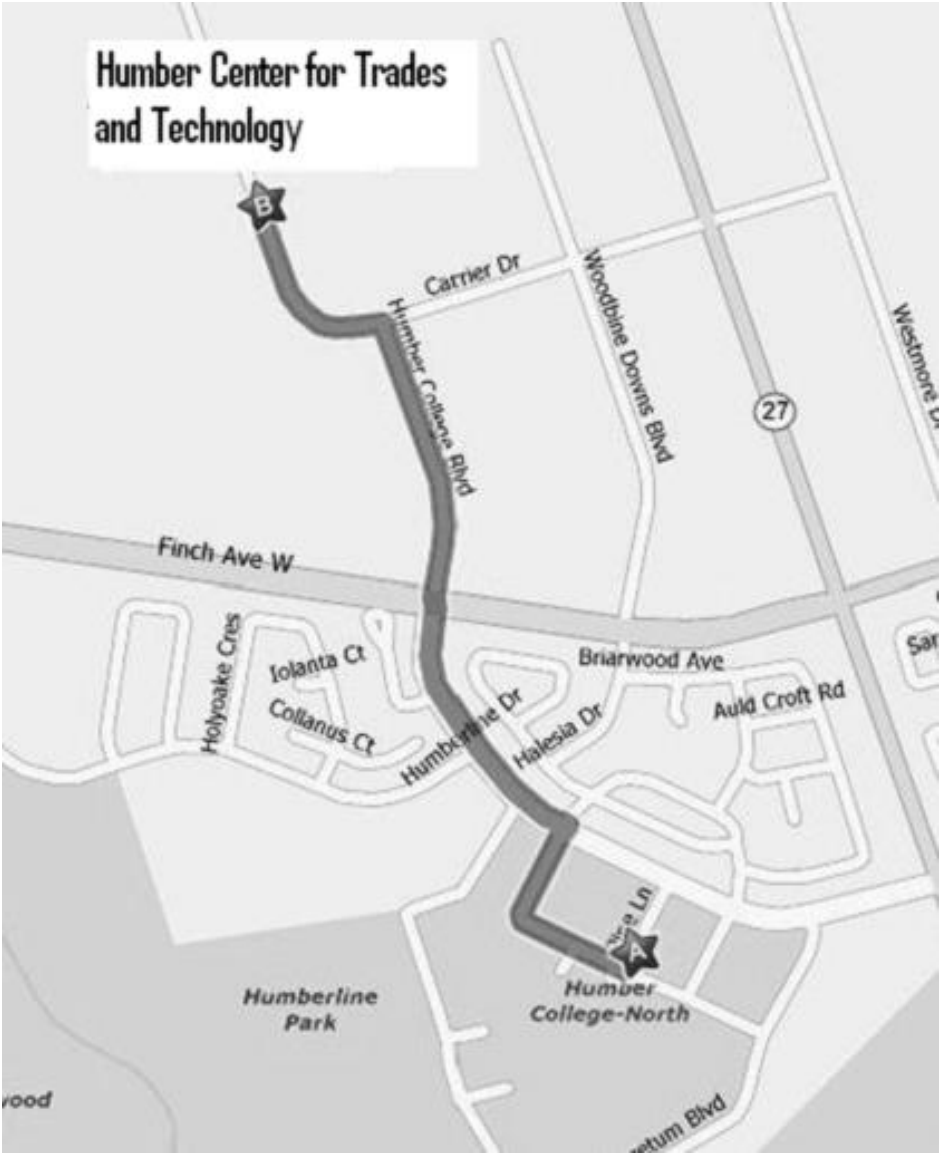 Humber Center for Trades
and Technology
B
Carrier Dr
Humber College Blvd
Woodbine Downs Blvd
Westmore Dr
27
Finch Ave W
Holyoake Cres
Iolanta Ct
Collanus Ct
Humberline Dr
Halesia Dr
Briarwood Ave
Auld Croft Rd
Ln
A
Humber
College-North
Humberline
Park